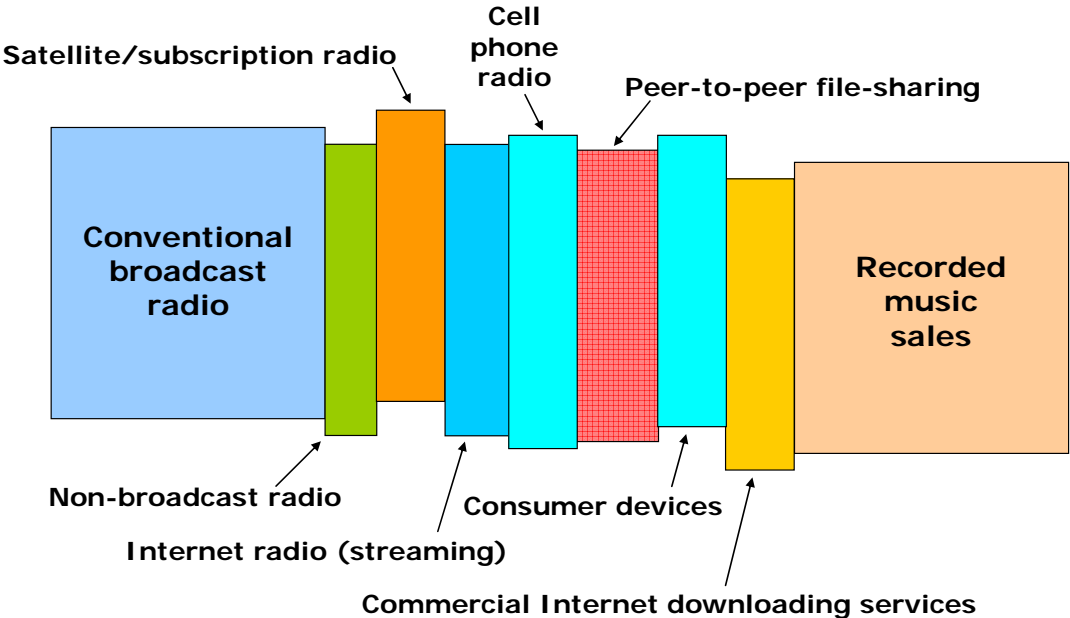 Cell
phone
radio
Satellite/subscription radio
Peer-to-peer file-sharing
Conventional
broadcast
radio
Recorded
music
sales
Non-broadcast radio
Consumer devices
Internet radio (streaming)
Commercial Internet downloading services